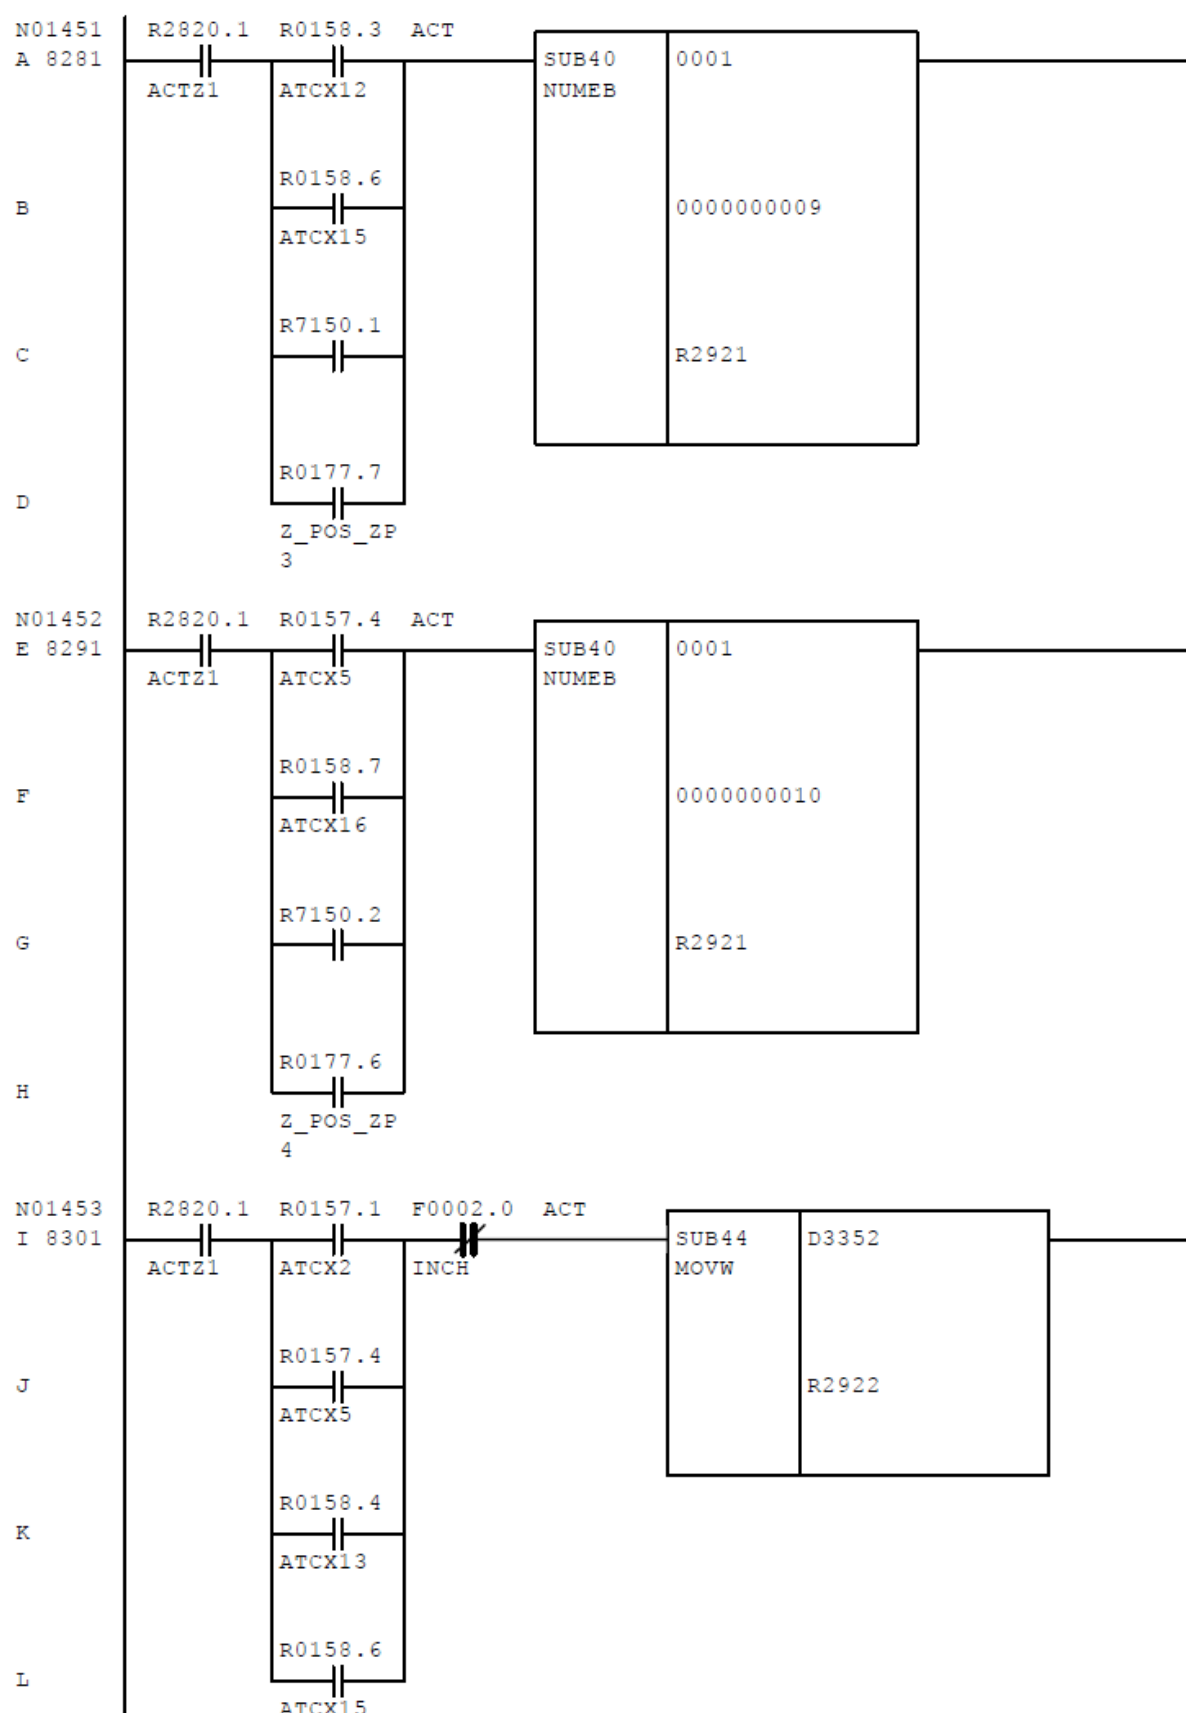 N01451 R2820.1 R0158.3 ACT
A 8281 SUB40 0001
ACTZ1 ATCX12 NUMEB
R0158.6
B 0000000009
ATCX15
R7150.1
C R2921
R0177.7
D
Z_POS_ZP
3
N01452 R2820.1 R0157.4 ACT
E 8291 SUB40 0001
ACTZ1 ATCX5 NUMEB
R0158.7
F 0000000010
ATCX16
R7150.2
G R2921
R0177.6
H
Z_POS_ZP
4
N01453 R2820.1 R0157.1 F0002.0 ACT
I 8301 SUB44 D3352
ACTZ1 ATCX2 INCH MOVW
R0157.4
J R2922
ATCX5
R0158.4
K
ATCX13
R0158.6
L
ATCX15